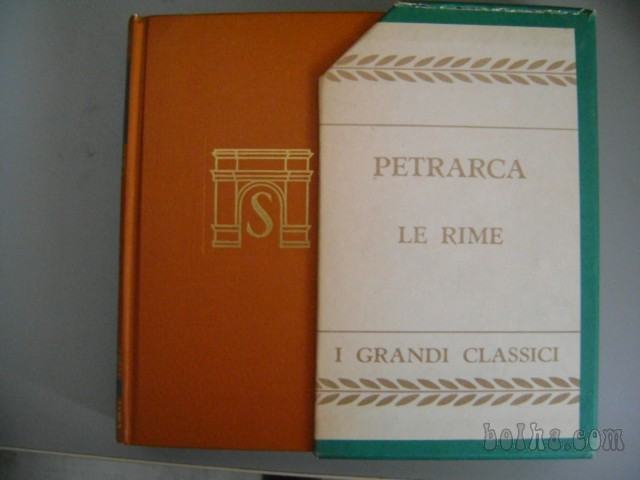 S
PETRARCA
LE RIME
I GRANDI CLASSICI
bolha.com